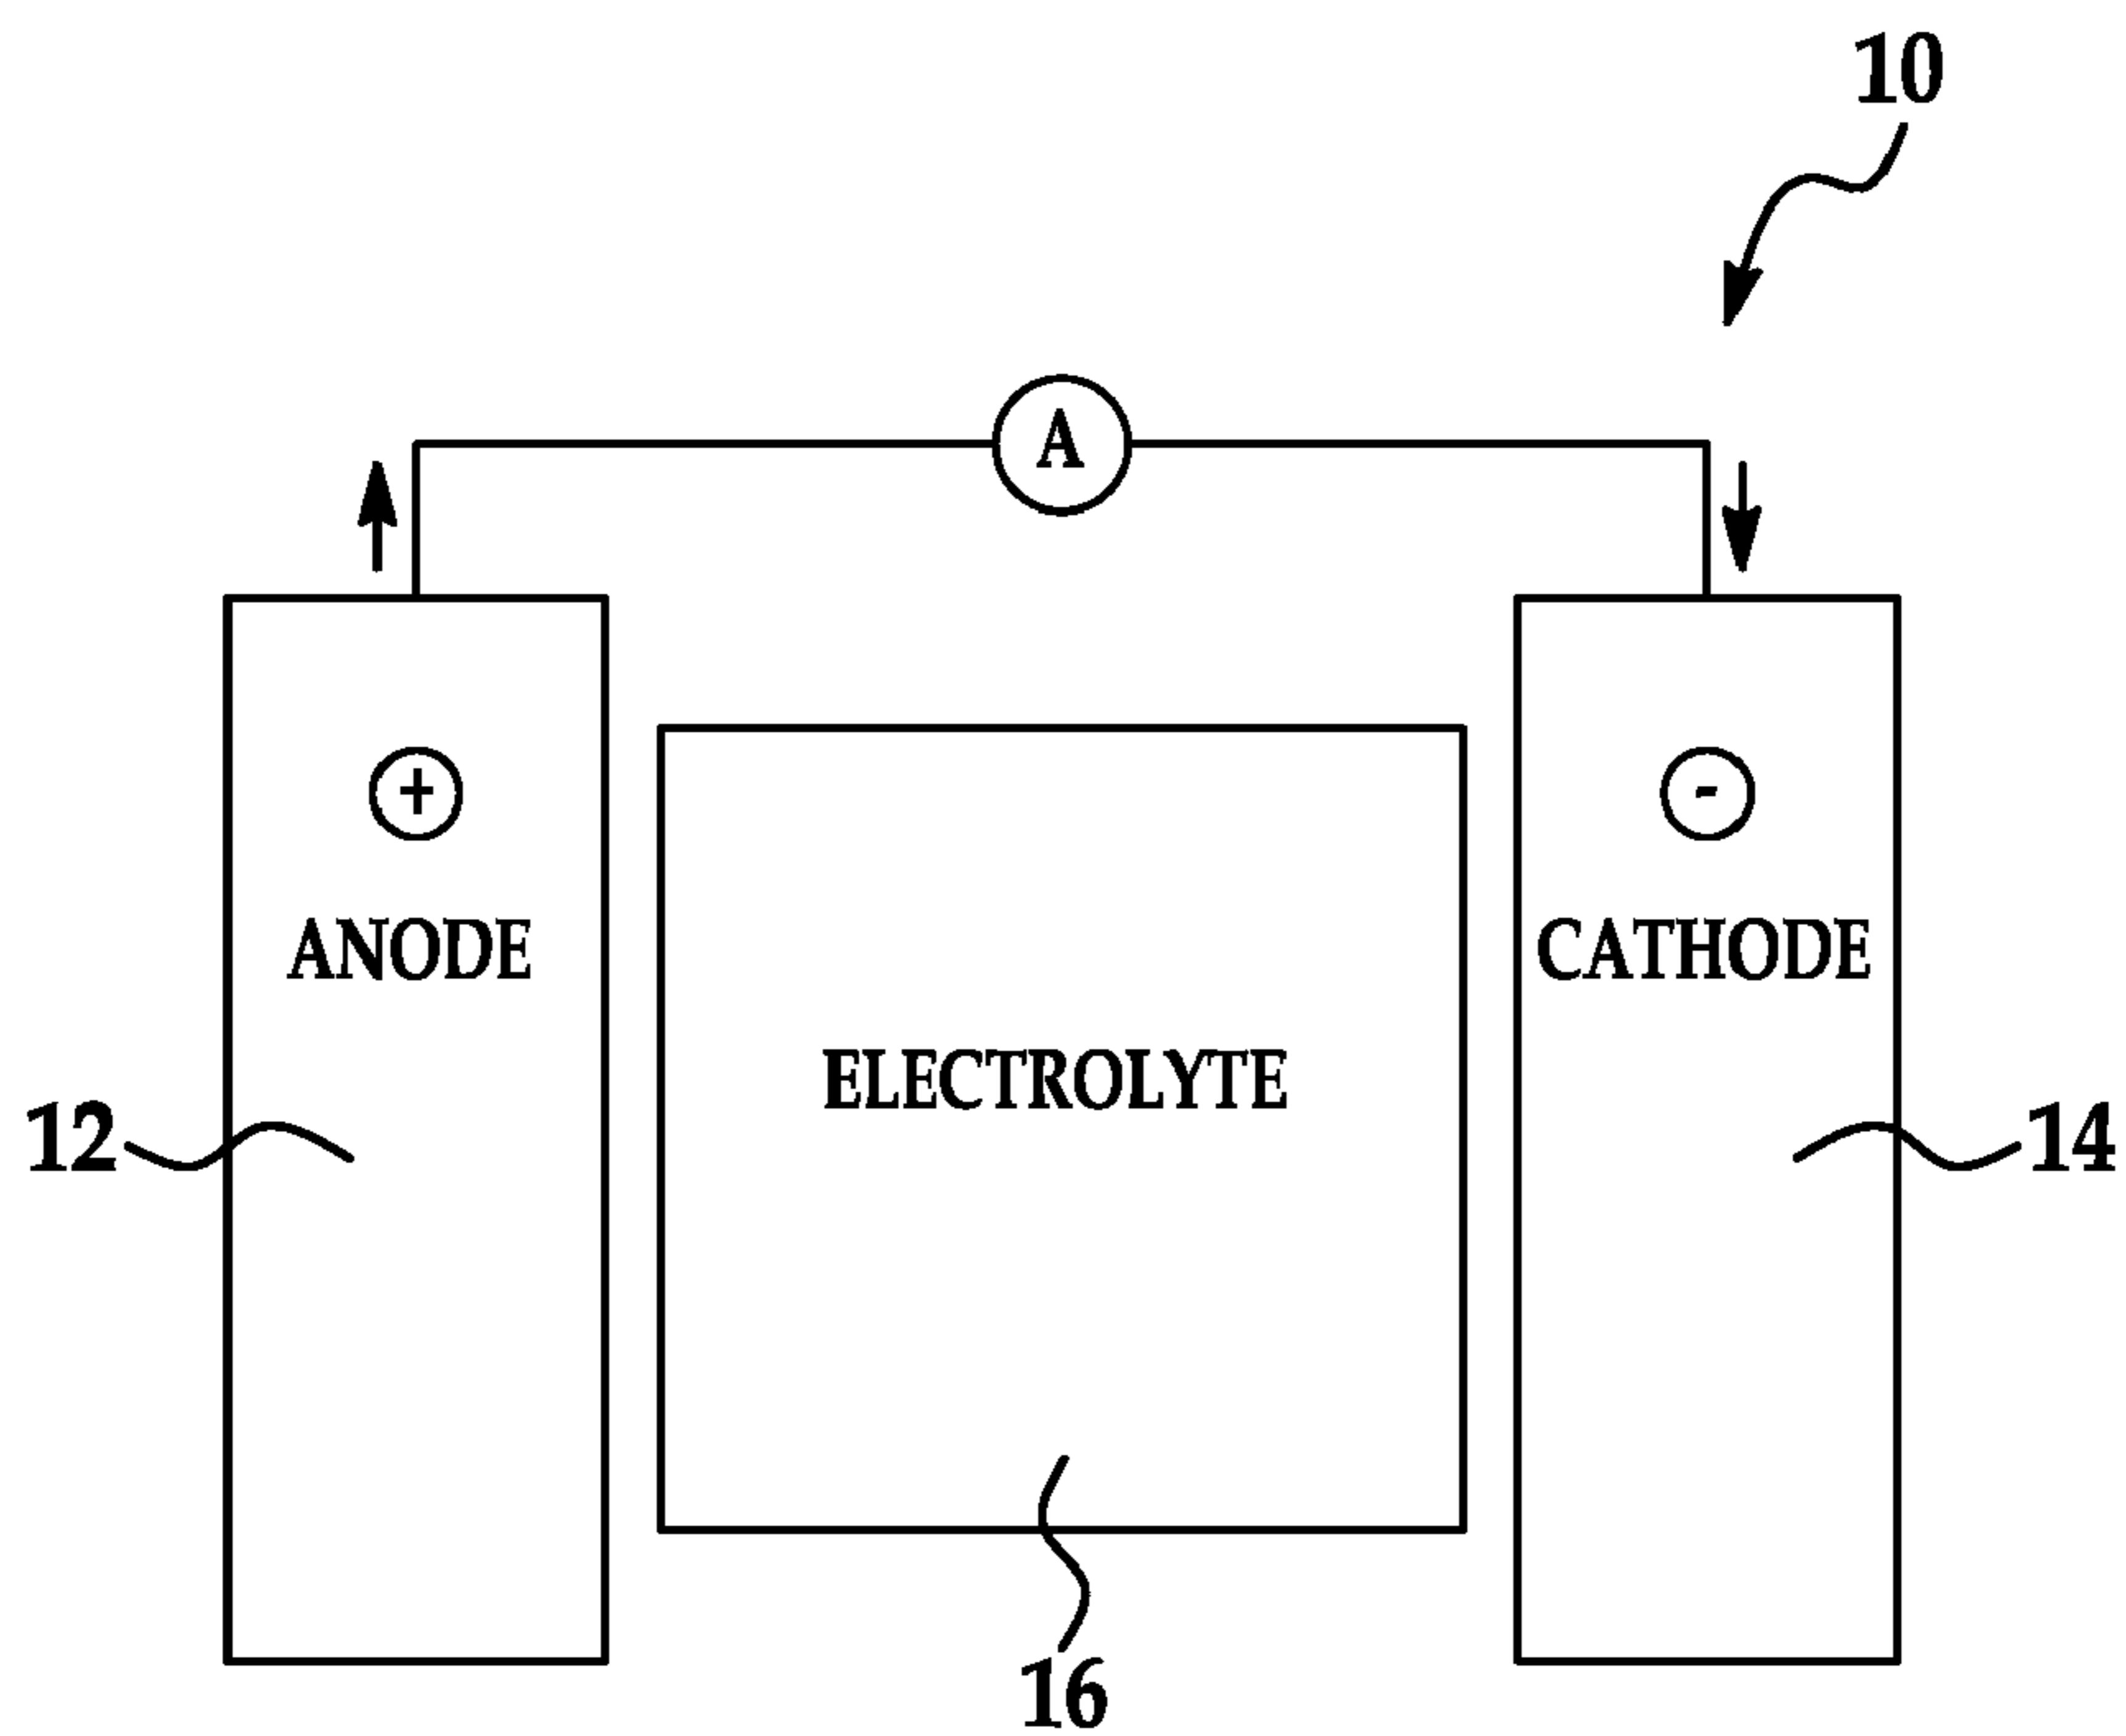 10
A
+
-
ANODE
CATHODE
ELECTROLYTE
12
14
16